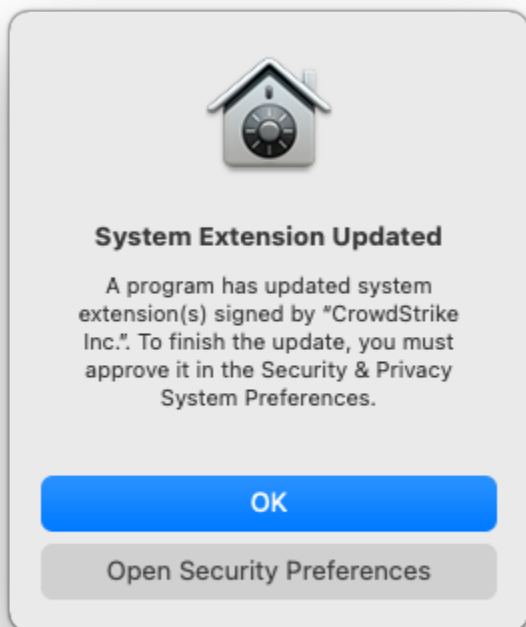 System Extension Updated
A program has updated system
extension(s) signed by “CrowdStrike
Inc.”. To finish the update, you must
approve it in the Security & Privacy
System Preferences.
OK
Open Security Preferences